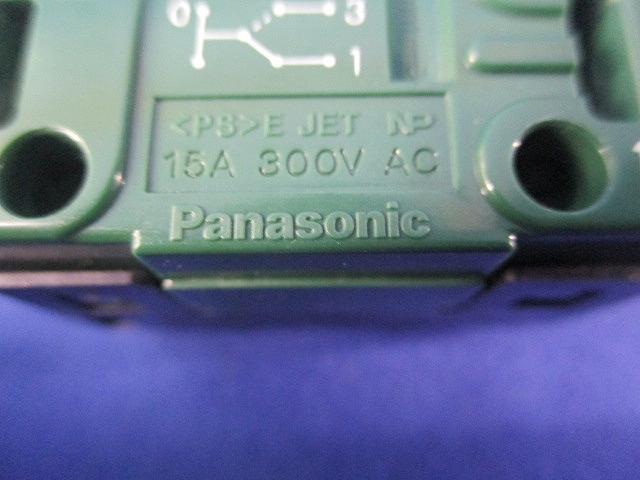 0 3
1
<PS>E JET NP
15A 300V AC
Panasonic